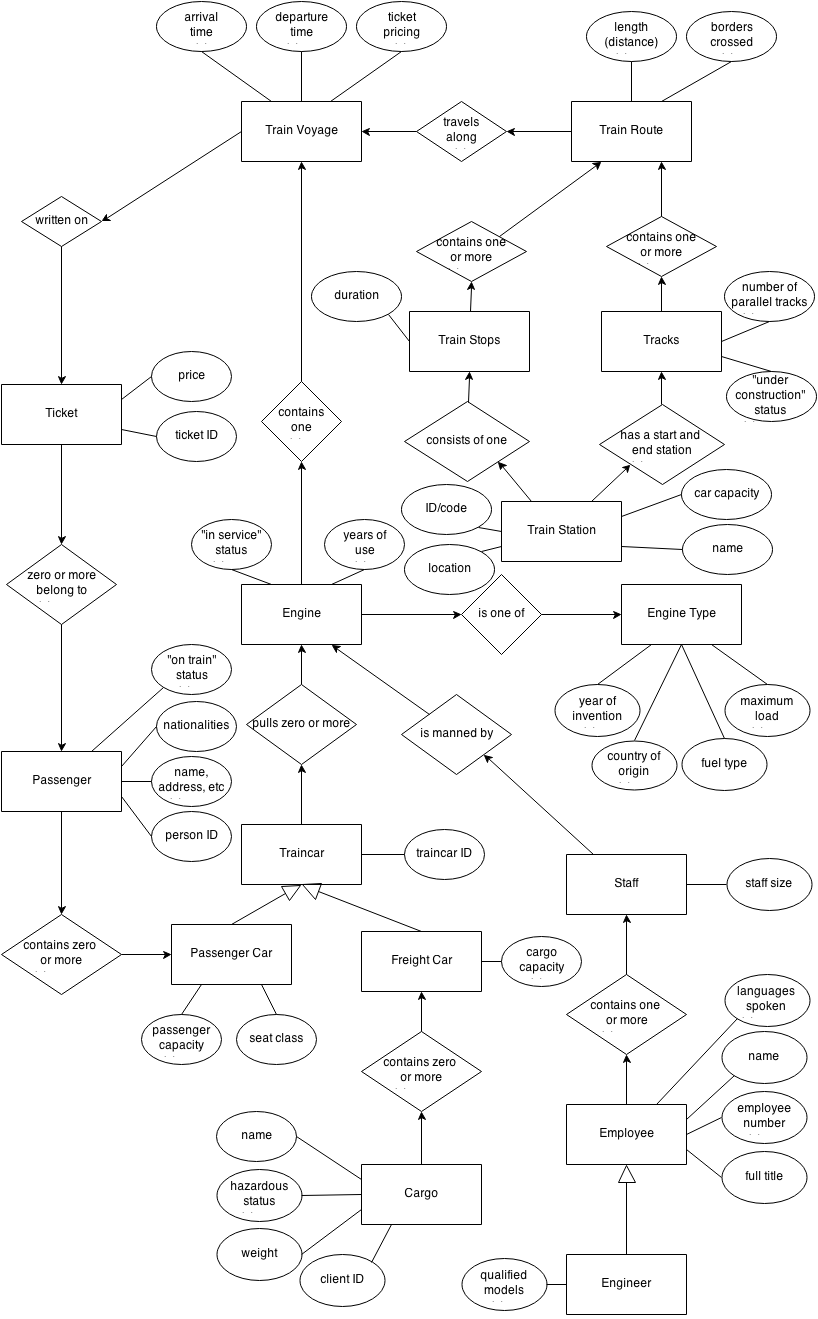 arrival
time
departure
time
ticket
pricing
length
(distance)
borders
crossed
Train Voyage
travels
along
Train Route
written on
contains one
or more
contains one
or more
duration
number of
parallel tracks
Train Stops
Tracks
price
"under
construction"
status
Ticket
contains
one
ticket ID
consists of one
has a start and
end station
ID/code
car capacity
"in service"
status
years of
use
Train Station
location
name
zero or more
belong to
Engine
is one of
Engine Type
"on train"
status
nationalities
pulls zero or more
is manned by
year of
invention
maximum
load
country of
origin
fuel type
Passenger
name,
address, etc
person ID
Traincar
traincar ID
Staff
staff size
contains zero
or more
Passenger Car
Freight Car
cargo
capacity
passenger
capacity
seat class
contains one
or more
languages
spoken
contains zero
or more
name
name
Employee
employee
number
hazardous
status
Cargo
full title
weight
client ID
qualified
models
Engineer